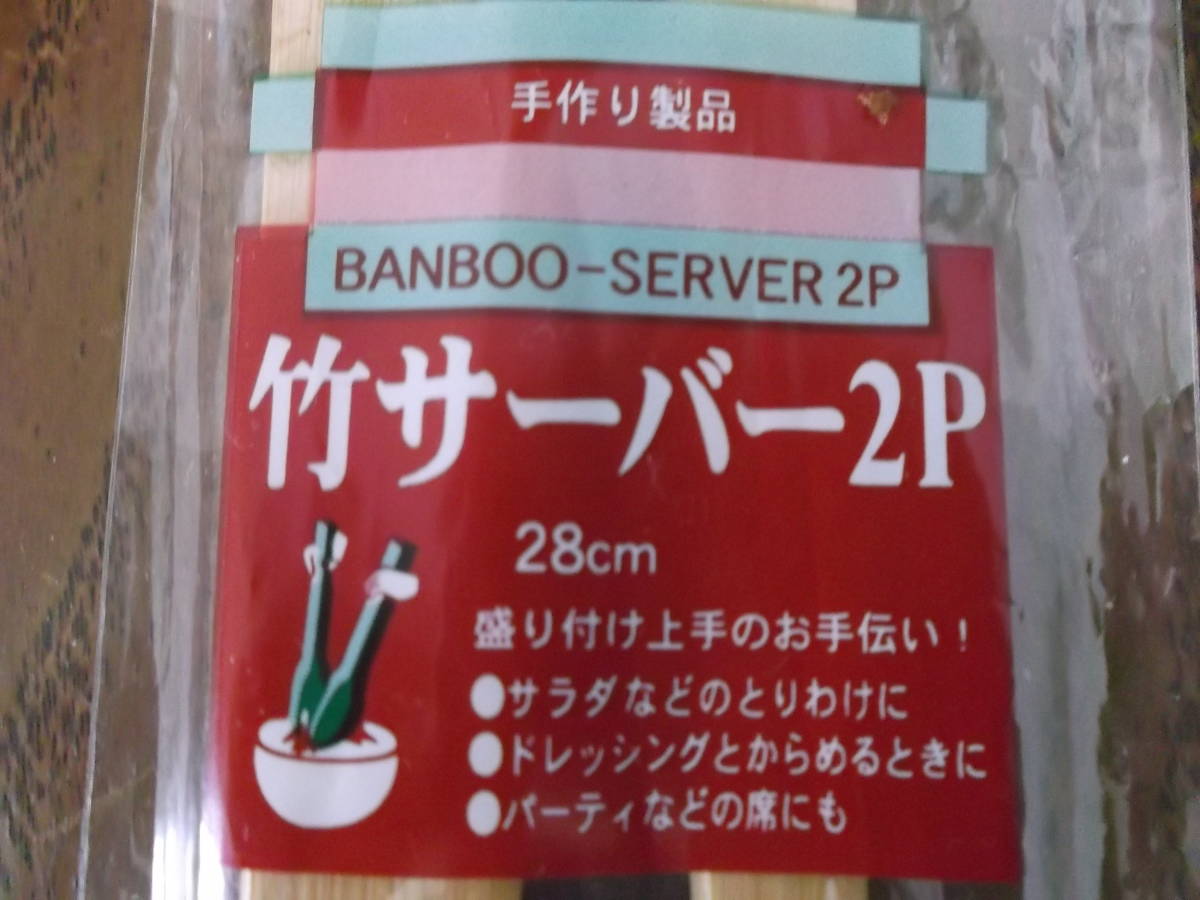 手作り製品
BANBOO-SERVER 2P
竹サーバー2P
28cm
盛り付け上手のお手伝い！
●サラダなどのとりわけに
●ドレッシングとからめるときに
●パーティなどの席にも